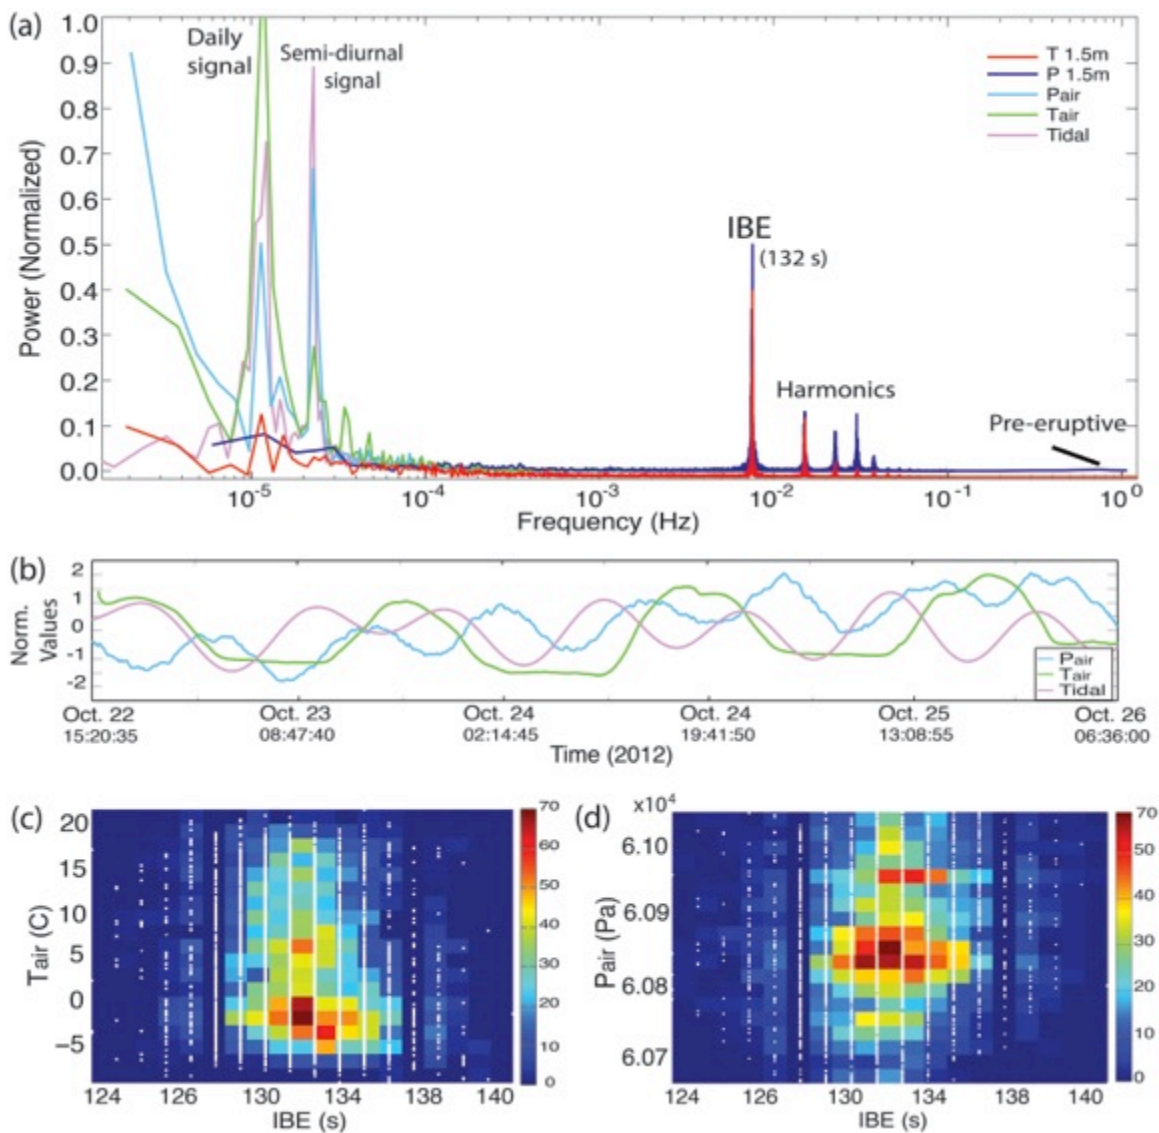 (a)
1.0
0.9
0.8
0.7
0.6
0.5
0.4
0.3
0.2
0.1
0.0
Power (Normalized)
Daily
signal
Semi-diurnal
signal
T 1.5m
P 1.5m
Pair
Tair
Tidal
IBE
(132 s)
Harmonics
Pre-eruptive
10-5 10-4 10-3 10-2 10-1 10 0
Frequency (Hz)
(b)
2
1
0
-1
-2
Norm.
Values
Pair
Tair
Tidal
Oct. 22 Oct. 23 Oct. 24 Oct. 24 Oct. 25 Oct. 26
15:20:35 08:47:40 02:14:45 19:41:50 13:08:55 06:36:00
Time (2012)
(c)
20
15
10
5
0
-5
Tair (C)
70
60
50
40
30
20
10
0
124 126 130 134 138 140
IBE (s)
(d)
x10⁴
6.10
6.09
6.08
6.07
Pair (Pa)
70
60
50
40
30
20
10
0
124 126 130 134 136 140
IBE (s)